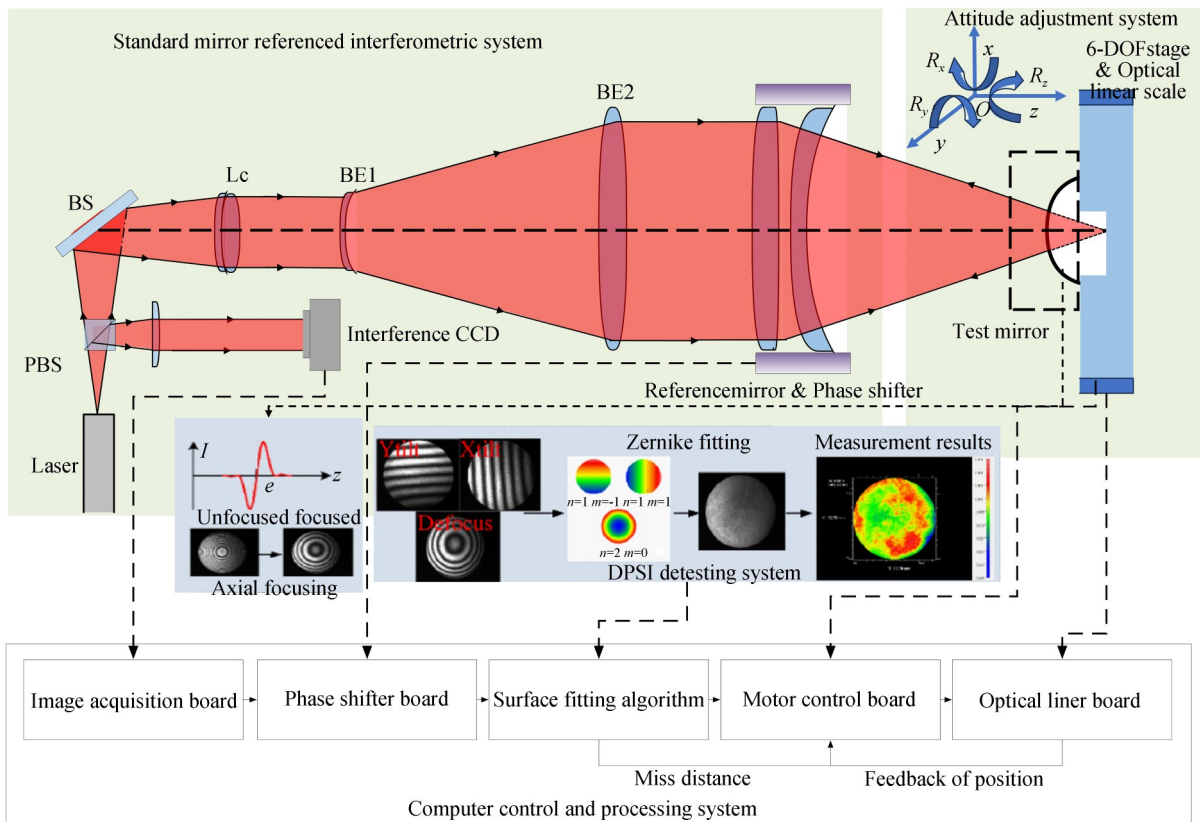 Standard mirror referenced interferometric system
Attitude adjustment system
6-DOFstage
& Optical
linear scale
x
Rx
Rz
Ry
O
z
y
BE2
Lc
BE1
BS
PBS
Interference CCD
Test mirror
Referencemirror & Phase shifter
Laser
I
z
e
Unfocused focused
Axial focusing
Ytilt
Xtilt
Defocus
Zernike fitting
n=1 m=-1
n=1 m=1
n=2 m=0
Measurement results
DPSI detesting system
Image acquisition board
Phase shifter board
Surface fitting algorithm
Motor control board
Optical liner board
Miss distance
Feedback of position
Computer control and processing system